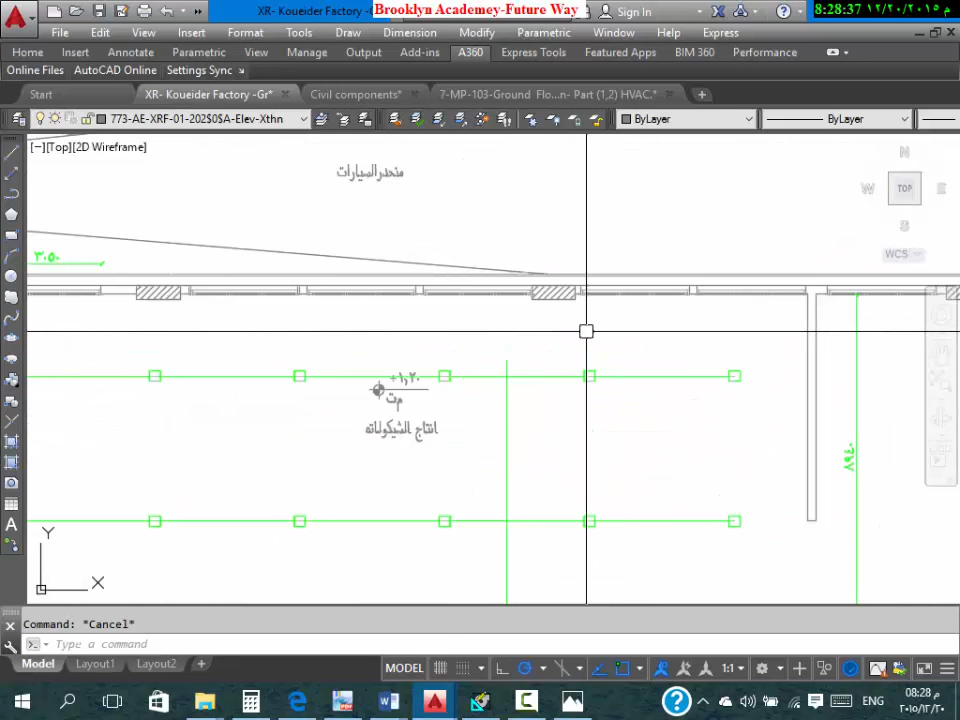 XR- Koueider Factory -G
Brooklyn Academey-Future Way
Sign In
8:28:37 ١٢/٢٠/٢٠١٥ م
File Edit View Insert Format Tools Draw Dimension Modify Parametric Window Help Express
Home Insert Annotate Parametric View Manage Output Add-ins A360 Express Tools Featured Apps BIM 360 Performance
Online Files AutoCAD Online Settings Sync
Start XR- Koueider Factory -Gr* Civil components* 7-MP-103-Ground Flo...n- Part (1,2) HVAC.*
773-AE-XRF-01-202$0$A-Elev-Xthn ByLayer ByLayer
[−][Top][2D Wireframe]
N
منحدر السيارات
W TOP E
S
WCS
٣.٥٠
+١,٢٠
م.ت
انتاج الشيكولاته
٨٩.٤٠
Y
X
Command: *Cancel*
Type a command
Model Layout1 Layout2 +
MODEL 1:1
ENG
08:28 م
٢٠١٥/١٢/٢٠